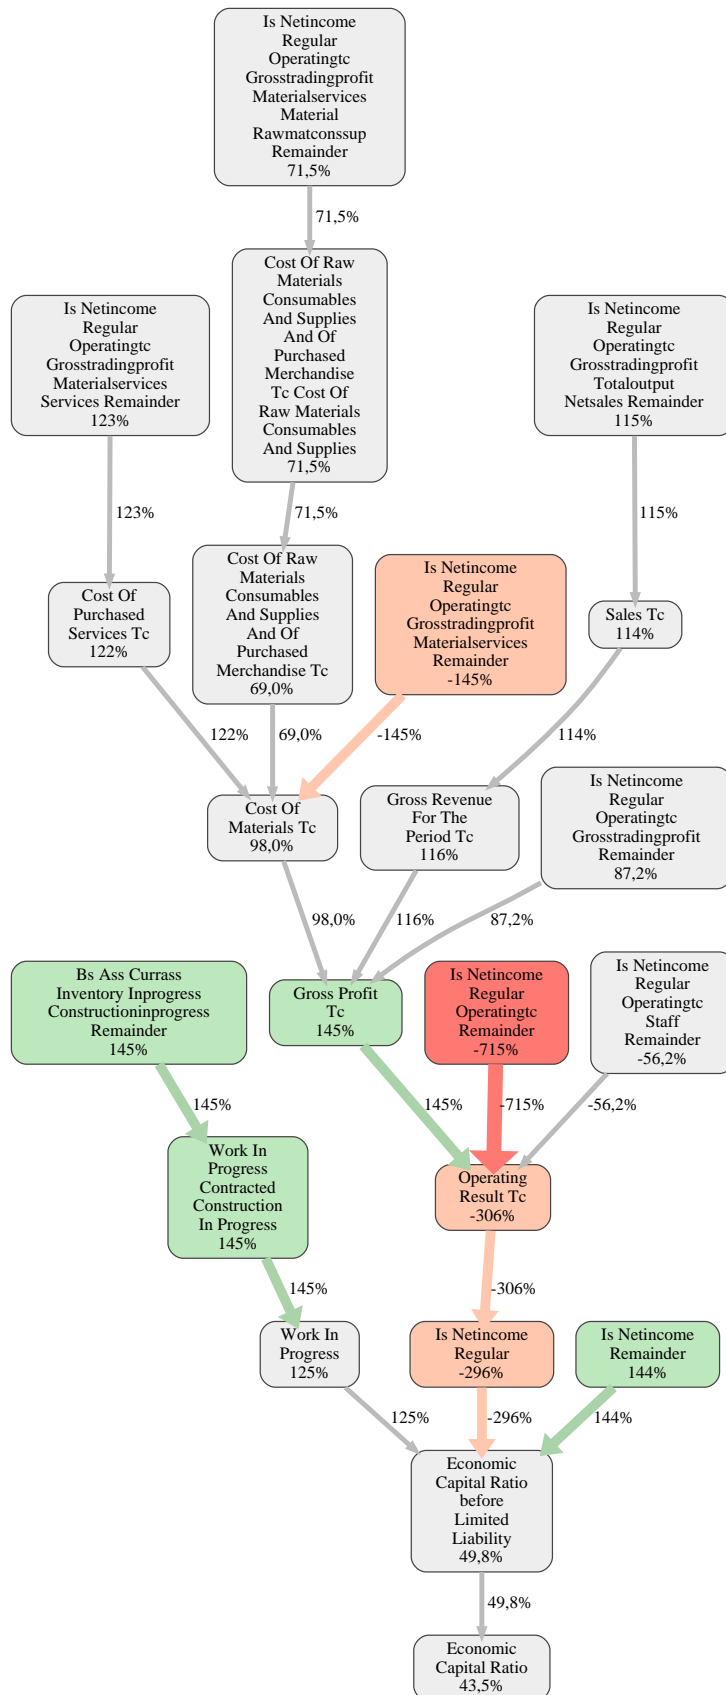 Is Netincome
Regular
Operatingtc
Grosstradingprofit
Materialservices
Material
Rawmatconssup
Remainder
71,5%
71,5%
Cost Of Raw
Materials
Consumables
And Supplies
And Of
Purchased
Merchandise
Tc Cost Of
Raw Materials
Consumables
And Supplies
71,5%
Is Netincome
Regular
Operatingtc
Grosstradingprofit
Materialservices
Services Remainder
123%
Is Netincome
Regular
Operatingtc
Grosstradingprofit
Totaloutput
Netsales Remainder
115%
123%
71,5%
115%
Cost Of
Purchased
Services Tc
122%
Cost Of Raw
Materials
Consumables
And Supplies
And Of
Purchased
Merchandise Tc
69,0%
Is Netincome
Regular
Operatingtc
Grosstradingprofit
Materialservices
Remainder
-145%
Sales Tc
114%
122%
69,0%
-145%
114%
Cost Of
Materials Tc
98,0%
Gross Revenue
For The
Period Tc
116%
Is Netincome
Regular
Operatingtc
Grosstradingprofit
Remainder
87,2%
98,0%
116%
87,2%
Bs Ass Currass
Inventory Inprogress
Constructioninprogress
Remainder
145%
Gross Profit
Tc
145%
Is Netincome
Regular
Operatingtc
Remainder
-715%
Is Netincome
Regular
Operatingtc
Staff
Remainder
-56,2%
145%
145%
-715%
-56,2%
Work In
Progress
Contracted
Construction
In Progress
145%
Operating
Result Tc
-306%
145%
-306%
Work In
Progress
125%
Is Netincome
Regular
-296%
Is Netincome
Remainder
144%
125%
-296%
144%
Economic
Capital Ratio
before
Limited
Liability
49,8%
49,8%
Economic
Capital Ratio
43,5%